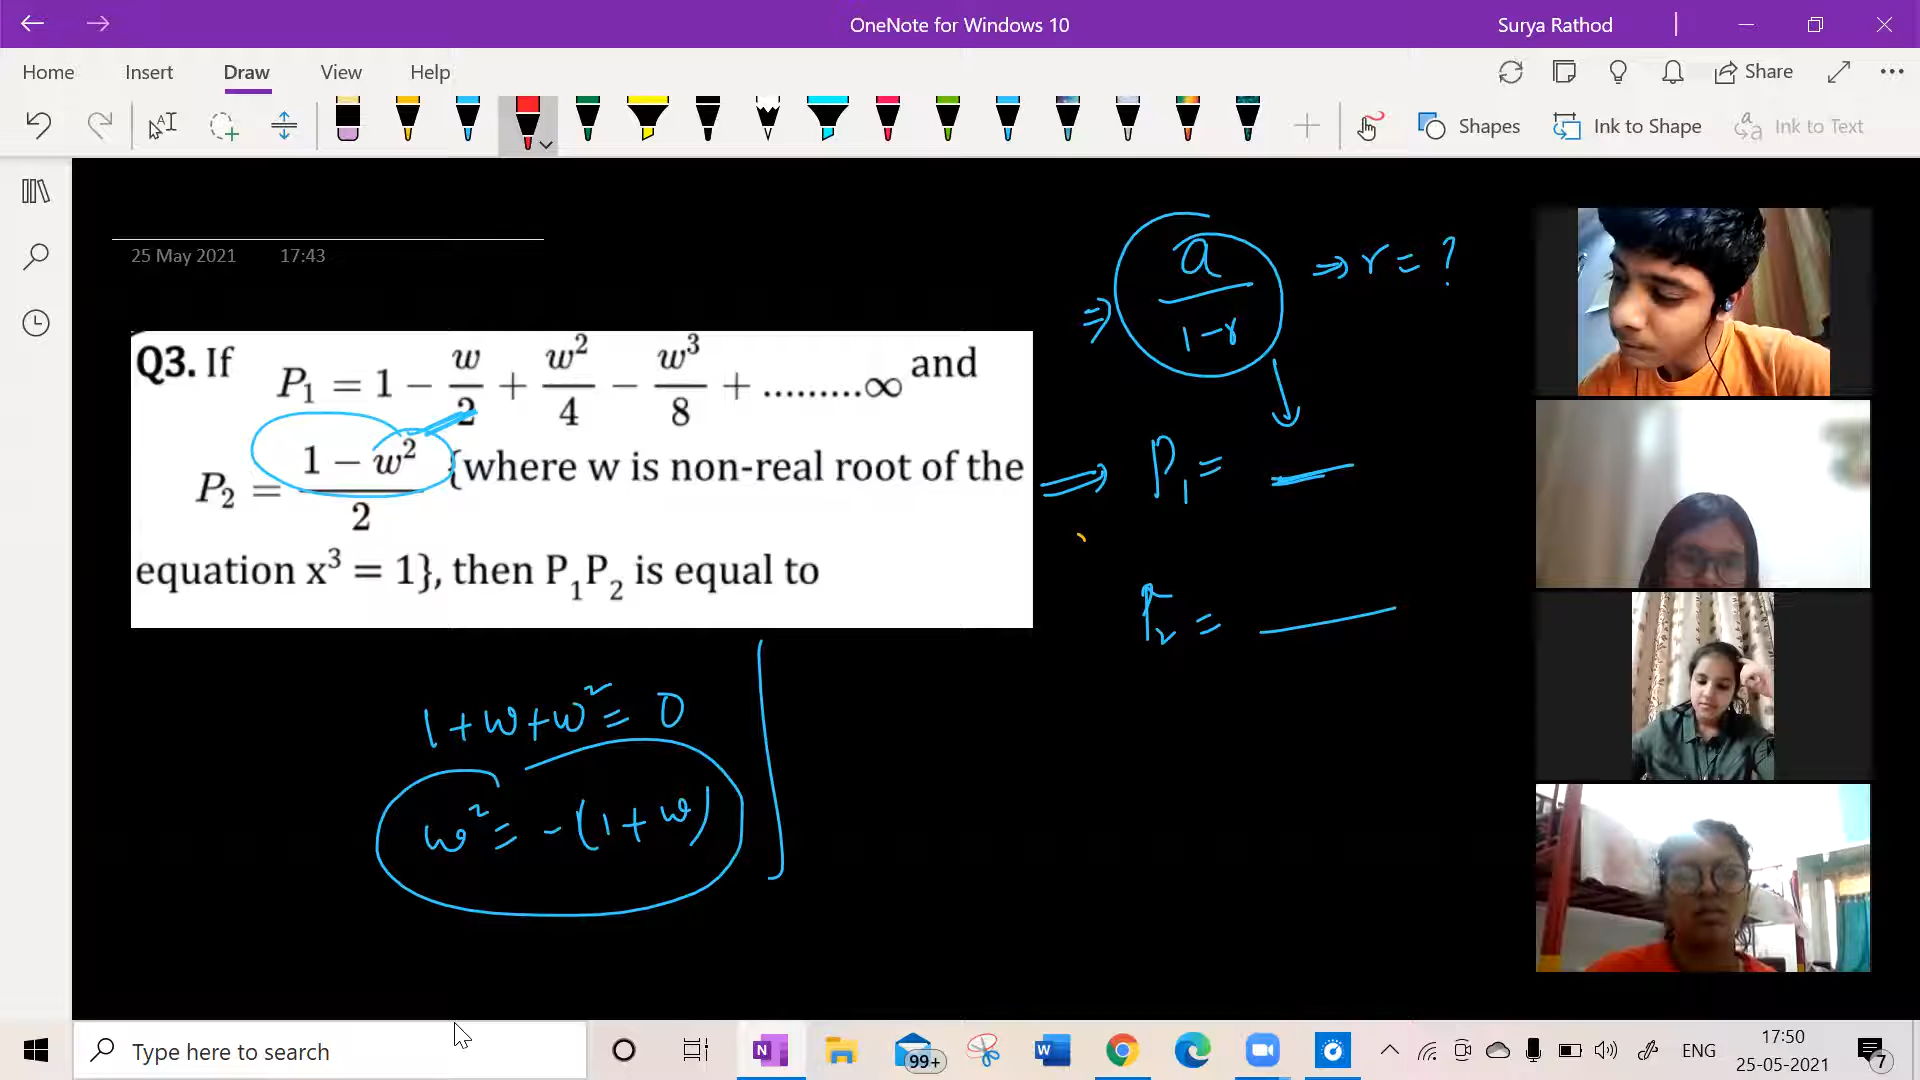 OneNote for Windows 10
Surya Rathod
Home Insert Draw View Help
Share
Shapes Ink to Shape Ink to Text
25 May 2021 17:43
Q3. If P₁ = 1 − w/2 + w²/4 − w³/8 + .........∞ and
P₂ = (1 − w²)/2 {where w is non-real root of the
equation x³ = 1}, then P₁P₂ is equal to
⇒ a/(1-r) ⇒ r = ?
⇒ P₁ =
P₂ =
1+w+w² = 0
w² = -(1+w)
Type here to search
99+
ENG
17:50
25-05-2021
7